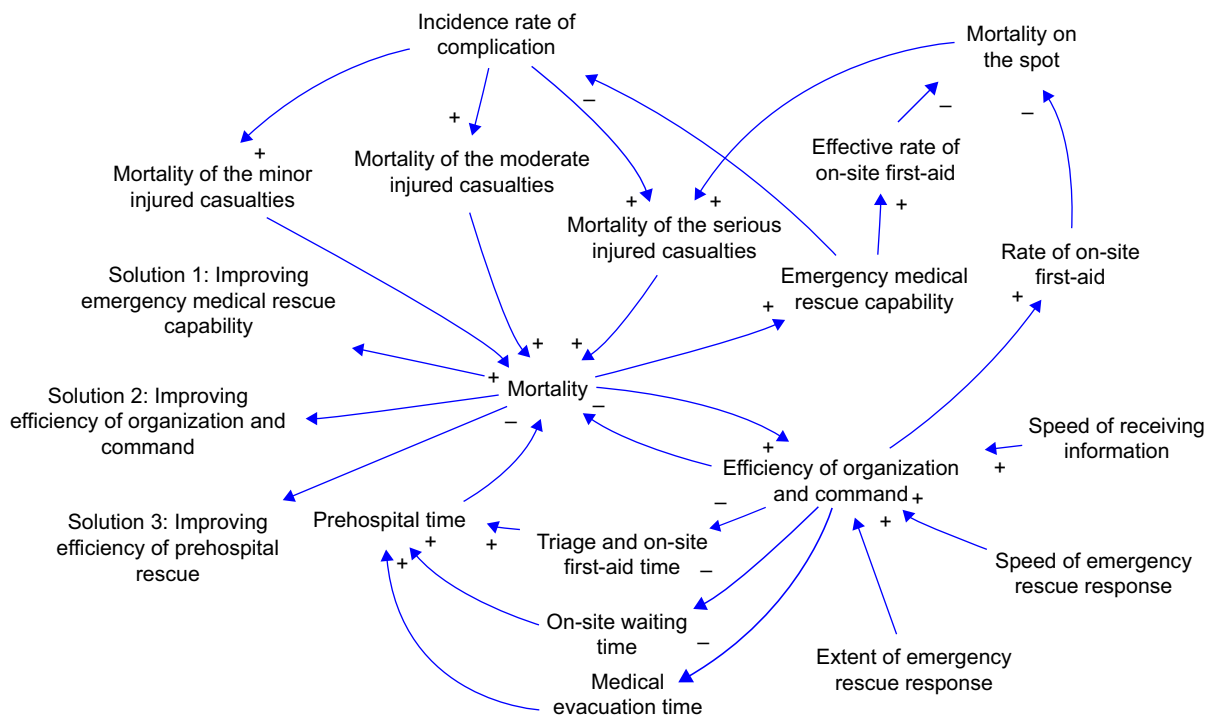 Incidence rate of
complication
Mortality on
the spot
Mortality of the minor
injured casualties
Mortality of the moderate
injured casualties
Effective rate of
on-site first-aid
Mortality of the serious
injured casualties
Solution 1: Improving
emergency medical rescue
capability
Emergency medical
rescue capability
Rate of on-site
first-aid
Mortality
Solution 2: Improving
efficiency of organization and
command
Speed of receiving
information
Efficiency of organization
and command
Solution 3: Improving
efficiency of prehospital
rescue
Prehospital time
Triage and on-site
first-aid time
Speed of emergency
rescue response
On-site waiting
time
Extent of emergency
rescue response
Medical
evacuation time